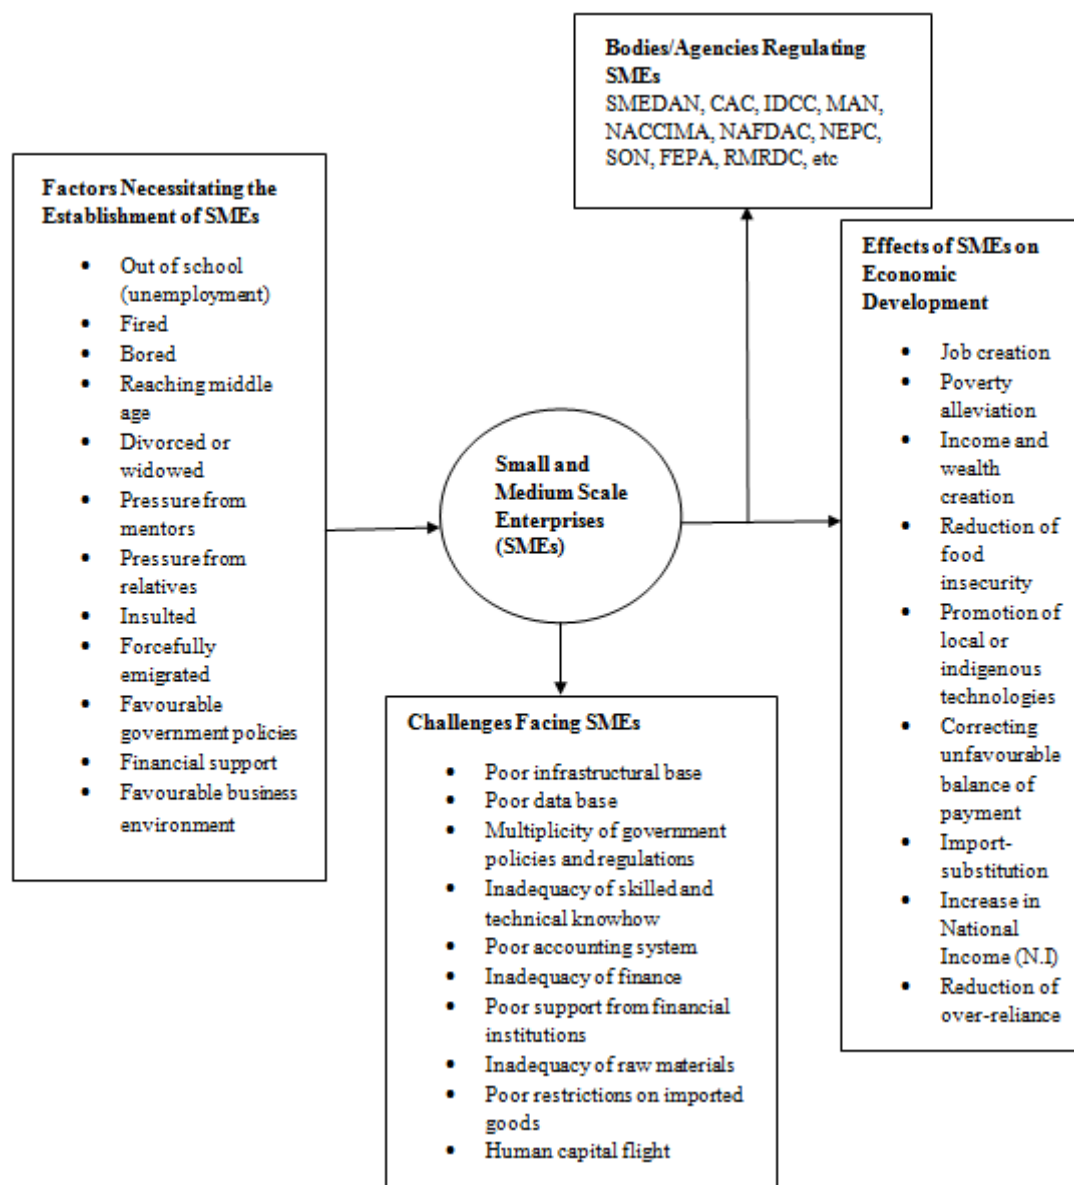 Bodies/Agencies Regulating
SMEs
SMEDAN, CAC, IDCC, MAN,
NACCIMA, NAFDAC, NEPC,
SON, FEPA, RMRDC, etc
Factors Necessitating the
Establishment of SMEs
• Out of school
(unemployment)
• Fired
• Bored
• Reaching middle
age
• Divorced or
widowed
• Pressure from
mentors
• Pressure from
relatives
• Insulted
• Forcefully
emigrated
• Favourable
government policies
• Financial support
• Favourable business
environment
Small and
Medium Scale
Enterprises
(SMEs)
Effects of SMEs on
Economic
Development
• Job creation
• Poverty
alleviation
• Income and
wealth
creation
• Reduction of
food
insecurity
• Promotion of
local or
indigenous
technologies
• Correcting
unfavourable
balance of
payment
• Import-
substitution
• Increase in
National
Income (N.I)
• Reduction of
over-reliance
Challenges Facing SMEs
• Poor infrastructural base
• Poor data base
• Multiplicity of government
policies and regulations
• Inadequacy of skilled and
technical knowhow
• Poor accounting system
• Inadequacy of finance
• Poor support from financial
institutions
• Inadequacy of raw materials
• Poor restrictions on imported
goods
• Human capital flight